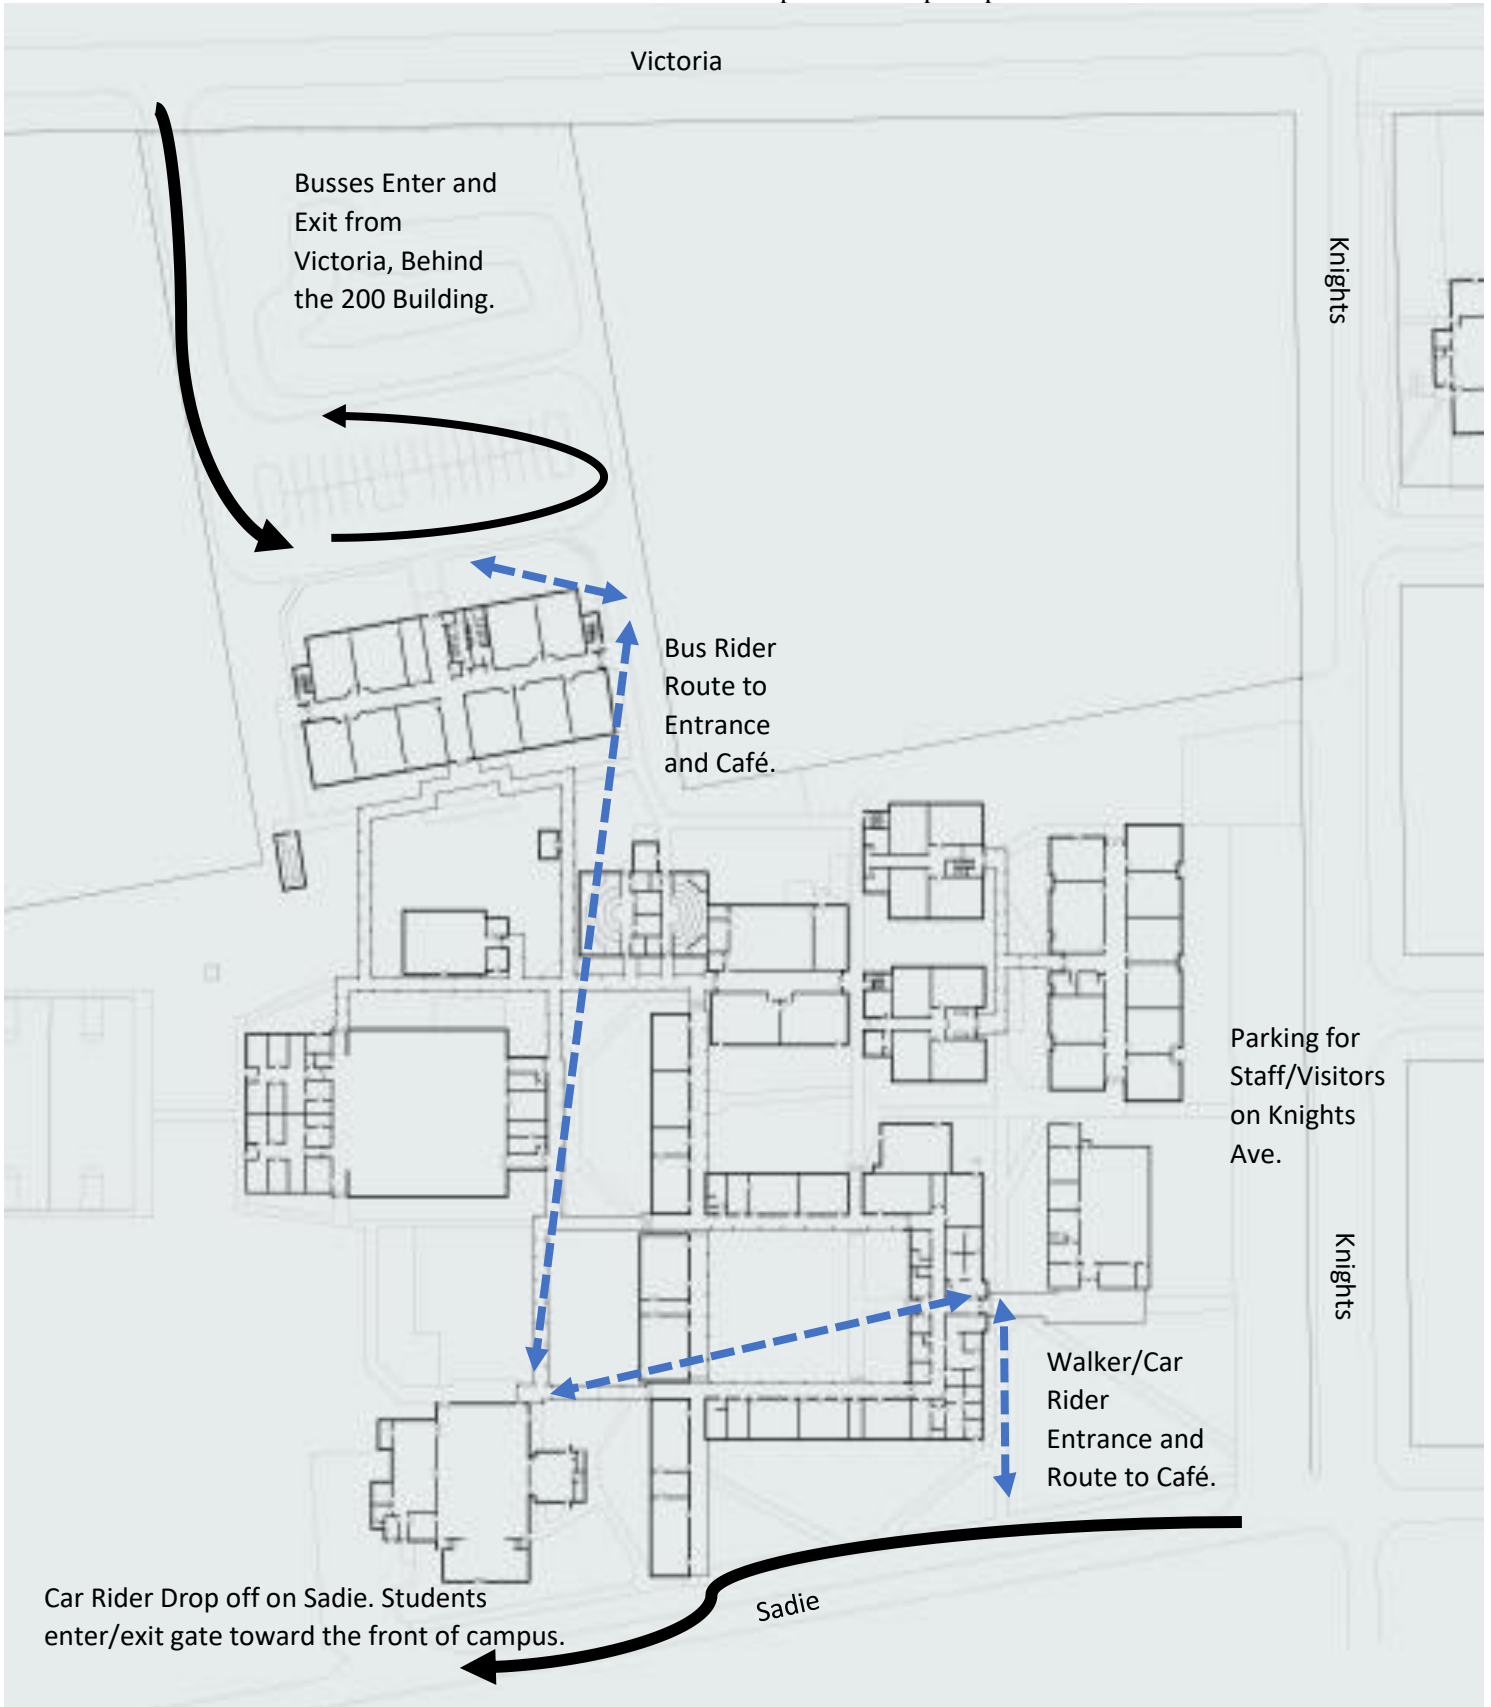 Victoria
Busses Enter and
Exit from
Victoria, Behind
the 200 Building.
Knights
Bus Rider
Route to
Entrance
and Café.
Parking for
Staff/Visitors
on Knights
Ave.
Knights
Walker/Car
Rider
Entrance and
Route to Café.
Car Rider Drop off on Sadie. Students
enter/exit gate toward the front of campus.
Sadie